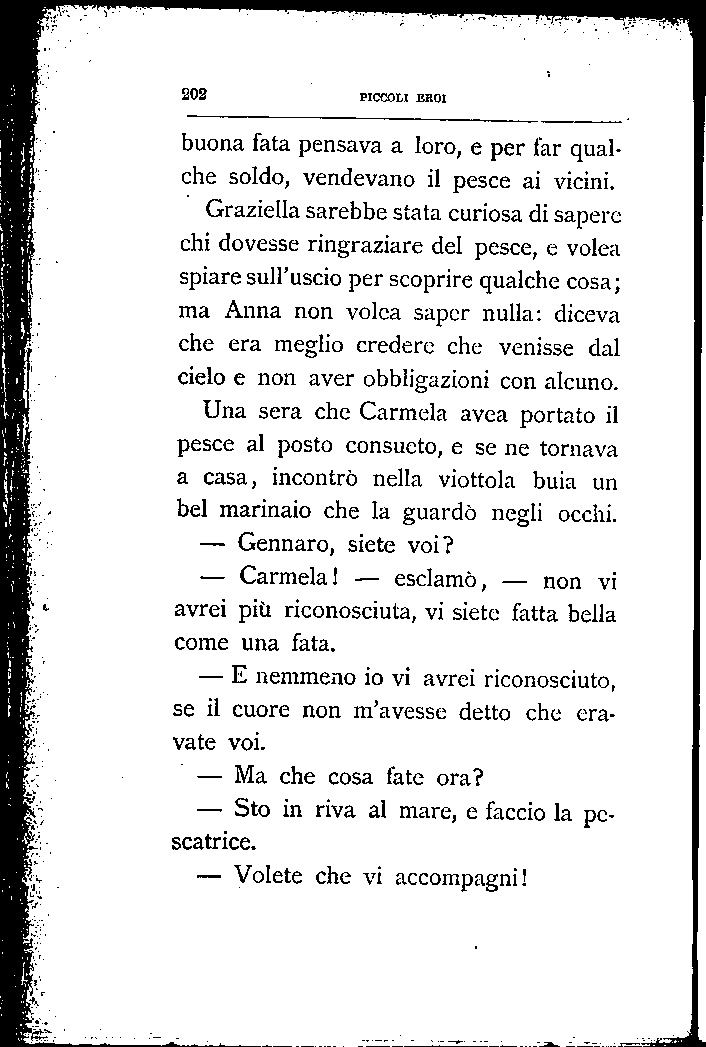 202 PICCOLI EROI
buona fata pensava a loro, e per far qual-
che soldo, vendevano il pesce ai vicini.
Graziella sarebbe stata curiosa di sapere
chi dovesse ringraziare del pesce, e volea
spiare sull'uscio per scoprire qualche cosa;
ma Anna non volea saper nulla: diceva
che era meglio credere che venisse dal
cielo e non aver obbligazioni con alcuno.
Una sera che Carmela avea portato il
pesce al posto consueto, e se ne tornava
a casa, incontrò nella viottola buia un
bel marinaio che la guardò negli occhi.
— Gennaro, siete voi?
— Carmela! — esclamò, — non vi
avrei più riconosciuta, vi siete fatta bella
come una fata.
— E nemmeno io vi avrei riconosciuto,
se il cuore non m'avesse detto che era-
vate voi.
— Ma che cosa fate ora?
— Sto in riva al mare, e faccio la pe-
scatrice.
— Volete che vi accompagni!